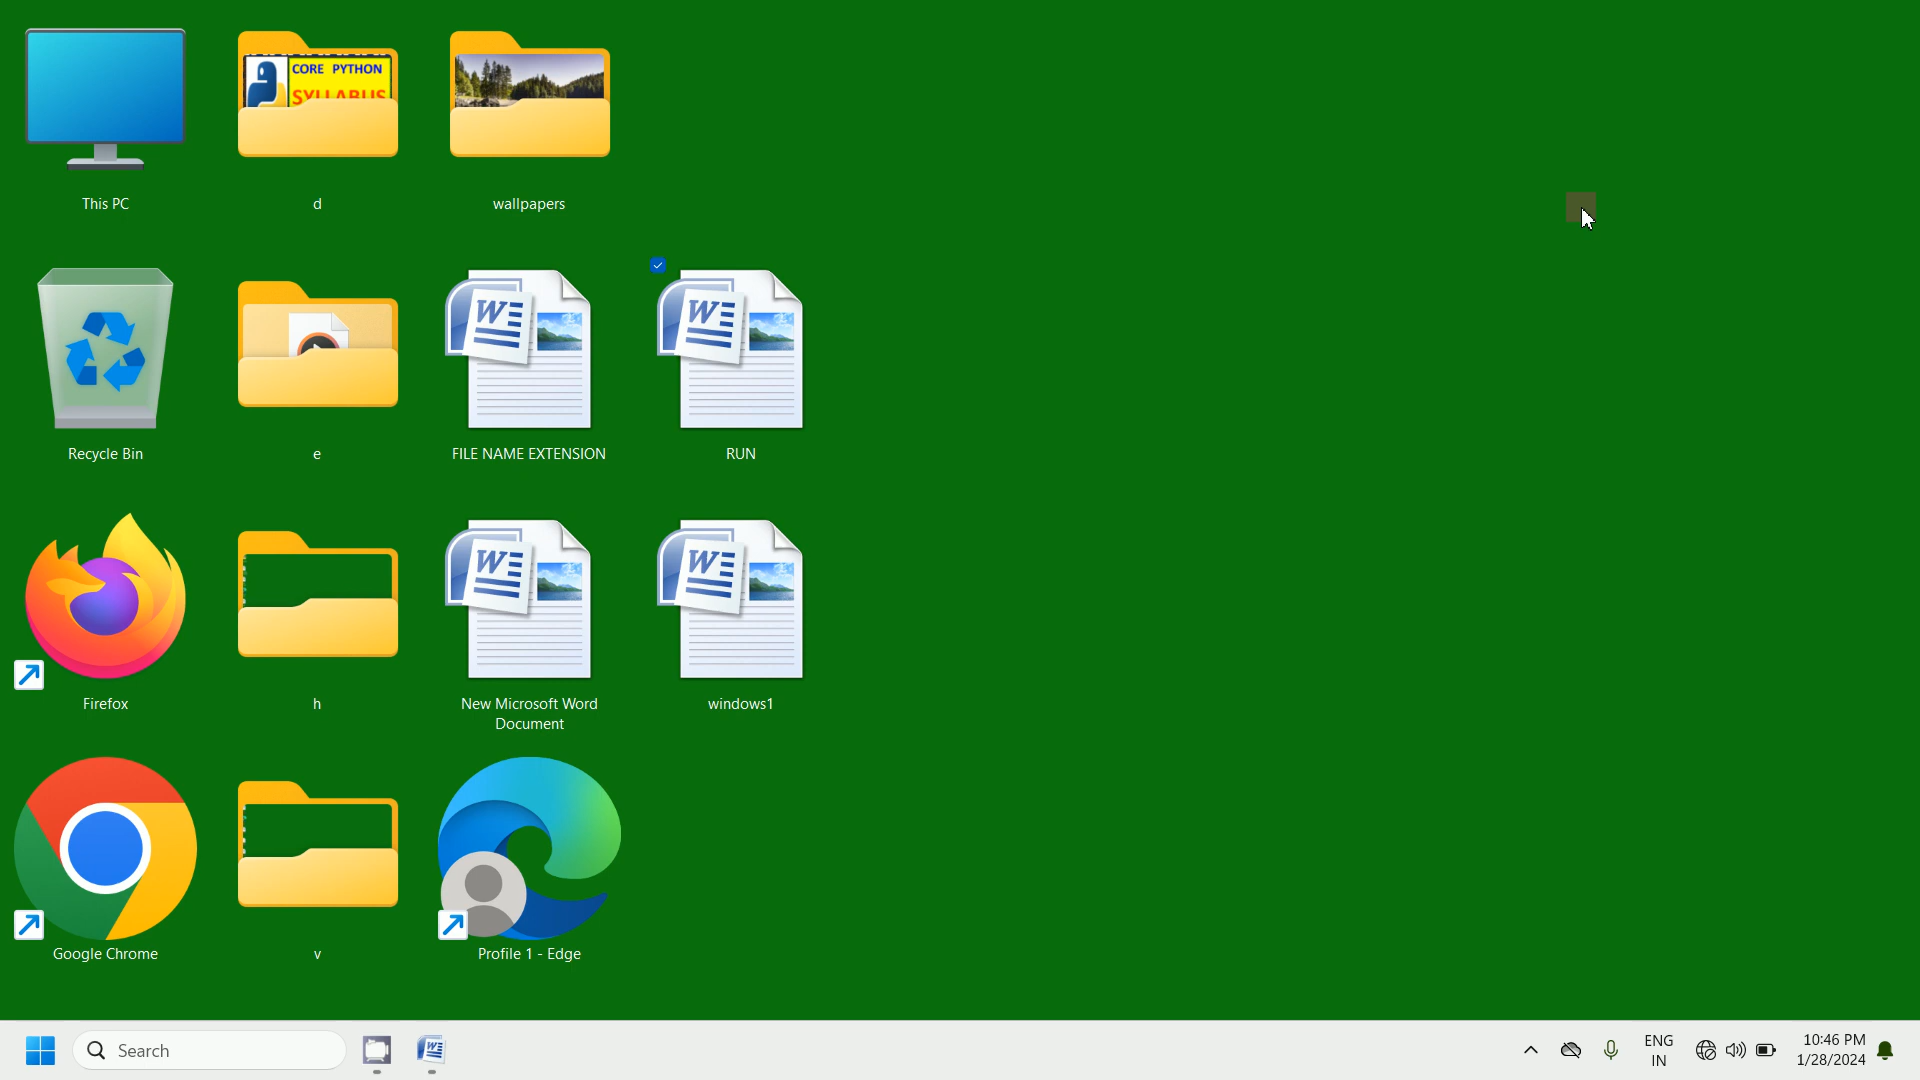 CORE PYTHON
SYLLABUS
This PC
d
wallpapers
Recycle Bin
e
FILE NAME EXTENSION
RUN
Firefox
h
New Microsoft Word
Document
windows1
Google Chrome
v
Profile 1 - Edge
Search
ENG
IN
10:46 PM
1/28/2024